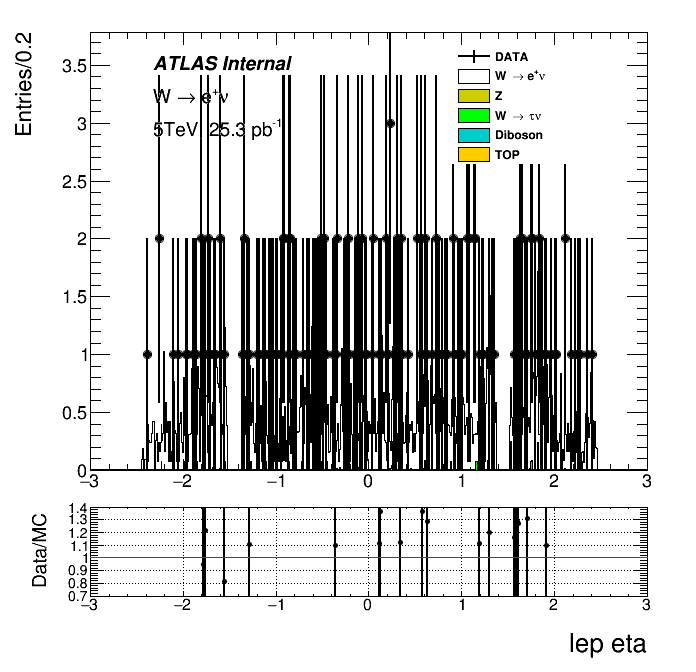 Entries/0.2
3.5
3
2.5
2
1.5
1
0.5
0
ATLAS Internal
W → e⁺ν
5TeV, 25.3 pb⁻¹
DATA
W → e⁺ν
Z
W → τν
Diboson
TOP
−3 −2 −1 0 1 2 3
Data/MC
1.4
1.3
1.2
1.1
1
0.9
0.8
0.7
−3 −2 −1 0 1 2 3
lep eta